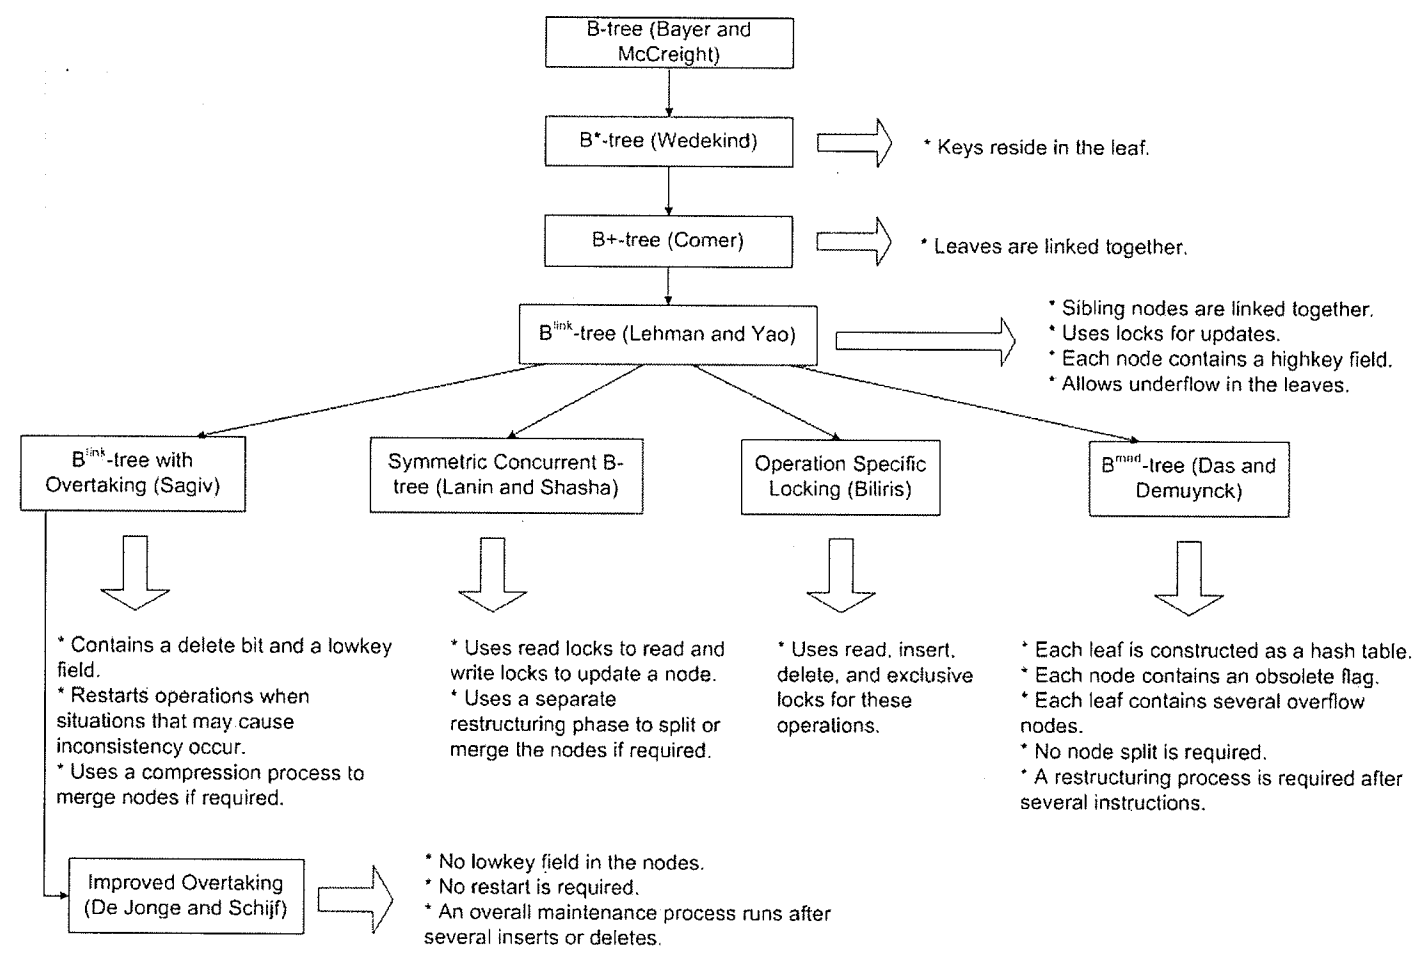 B-tree (Bayer and
McCreight)
B*-tree (Wedekind)
* Keys reside in the leaf.
B+-tree (Comer)
* Leaves are linked together.
Blink-tree (Lehman and Yao)
* Sibling nodes are linked together.
* Uses locks for updates.
* Each node contains a highkey field.
* Allows underflow in the leaves.
Blink-tree with
Overtaking (Sagiv)
Symmetric Concurrent B-
tree (Lanin and Shasha)
Operation Specific
Locking (Biliris)
Bmad-tree (Das and
Demuynck)
* Contains a delete bit and a lowkey
field.
* Restarts operations when
situations that may cause
inconsistency occur.
* Uses a compression process to
merge nodes if required.
* Uses read locks to read and
write locks to update a node.
* Uses a separate
restructuring phase to split or
merge the nodes if required.
* Uses read, insert,
delete, and exclusive
locks for these
operations.
* Each leaf is constructed as a hash table.
* Each node contains an obsolete flag.
* Each leaf contains several overflow
nodes.
* No node split is required.
* A restructuring process is required after
several instructions.
Improved Overtaking
(De Jonge and Schijf)
* No lowkey field in the nodes.
* No restart is required.
* An overall maintenance process runs after
several inserts or deletes.